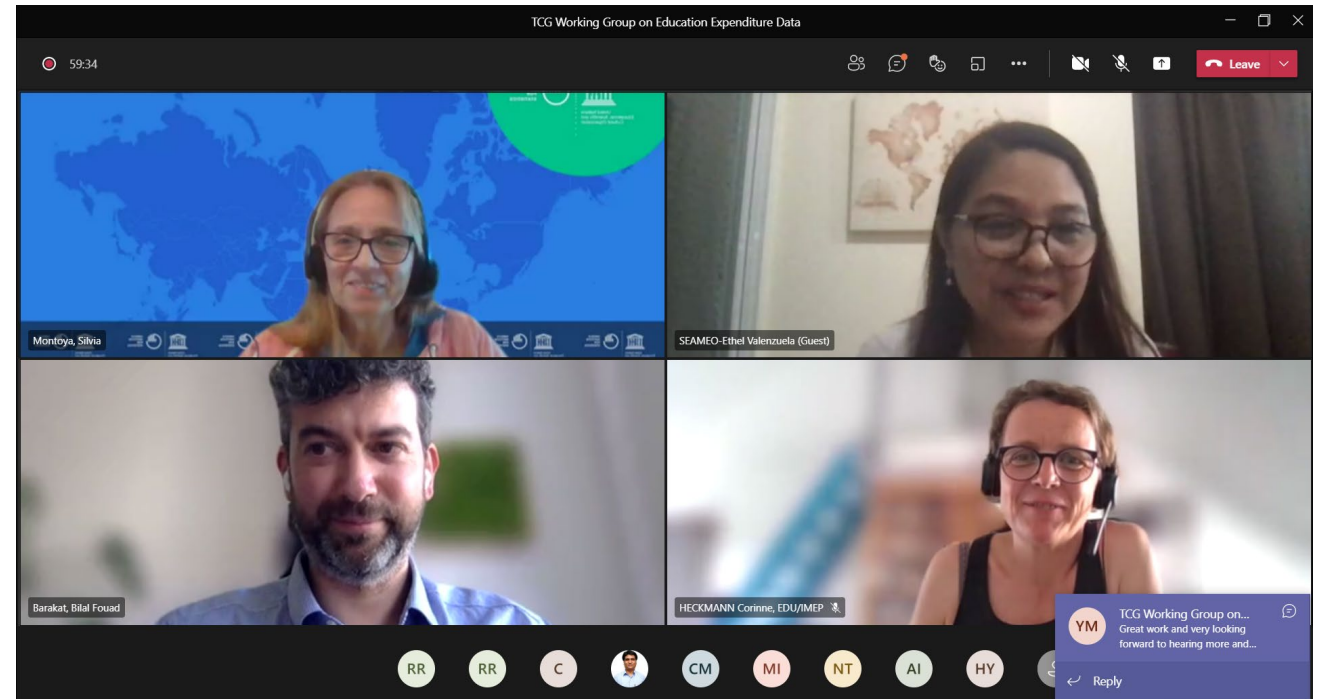 TCG Working Group on Education Expenditure Data
59:34
Leave
Montoya, Silvia
SEAMEO-Ethel Valenzuela (Guest)
Barakat, Bilal Fouad
HECKMANN Corinne, EDU/IMEP
RR
RR
C
CM
MI
NT
AI
HY
YM
TCG Working Group on...
Great work and very looking
forward to hearing more and...
Reply